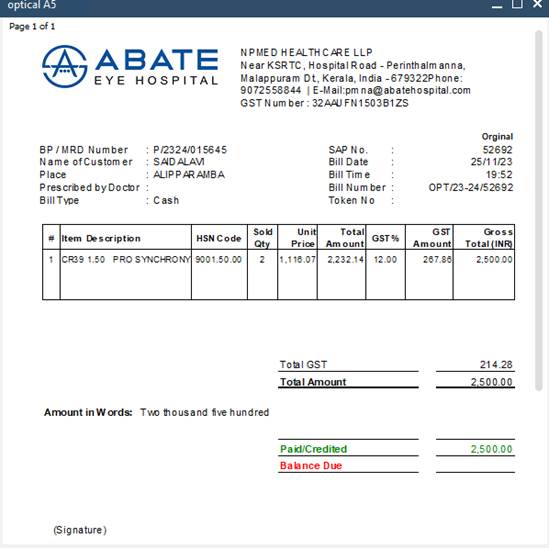 optical A5
Page 1 of 1
ABATE
EYE HOSPITAL
NPMED HEALTHCARE LLP
Near KSRTC, Hospital Road - Perinthalmanna,
Malappuram Dt, Kerala, India - 679322Phone:
9072558844 | E-Mail:pmna@abatehospital.com
GST Number: 32AAUFN1503B1ZS
Orginal
BP / MRD Number : P/2324/015645 SAP No. : 52692
Name of Customer : SAIDALAVI Bill Date : 25/11/23
Place : ALIPPARAMBA Bill Time : 19:52
Prescribed by Doctor : Bill Number : OPT/23-24/52692
Bill Type : Cash Token No :
# Item Description HSN Code Sold Qty Unit Price Total Amount GST% GST Amount Gross Total (INR)
1 CR39 1.50 PRO SYNCHRONY 9001.50.00 2 1,116.07 2,232.14 12.00 267.86 2,500.00
Total GST 214.28
Total Amount 2,500.00
Amount in Words: Two thousand five hundred
Paid/Credited 2,500.00
Balance Due
(Signature)